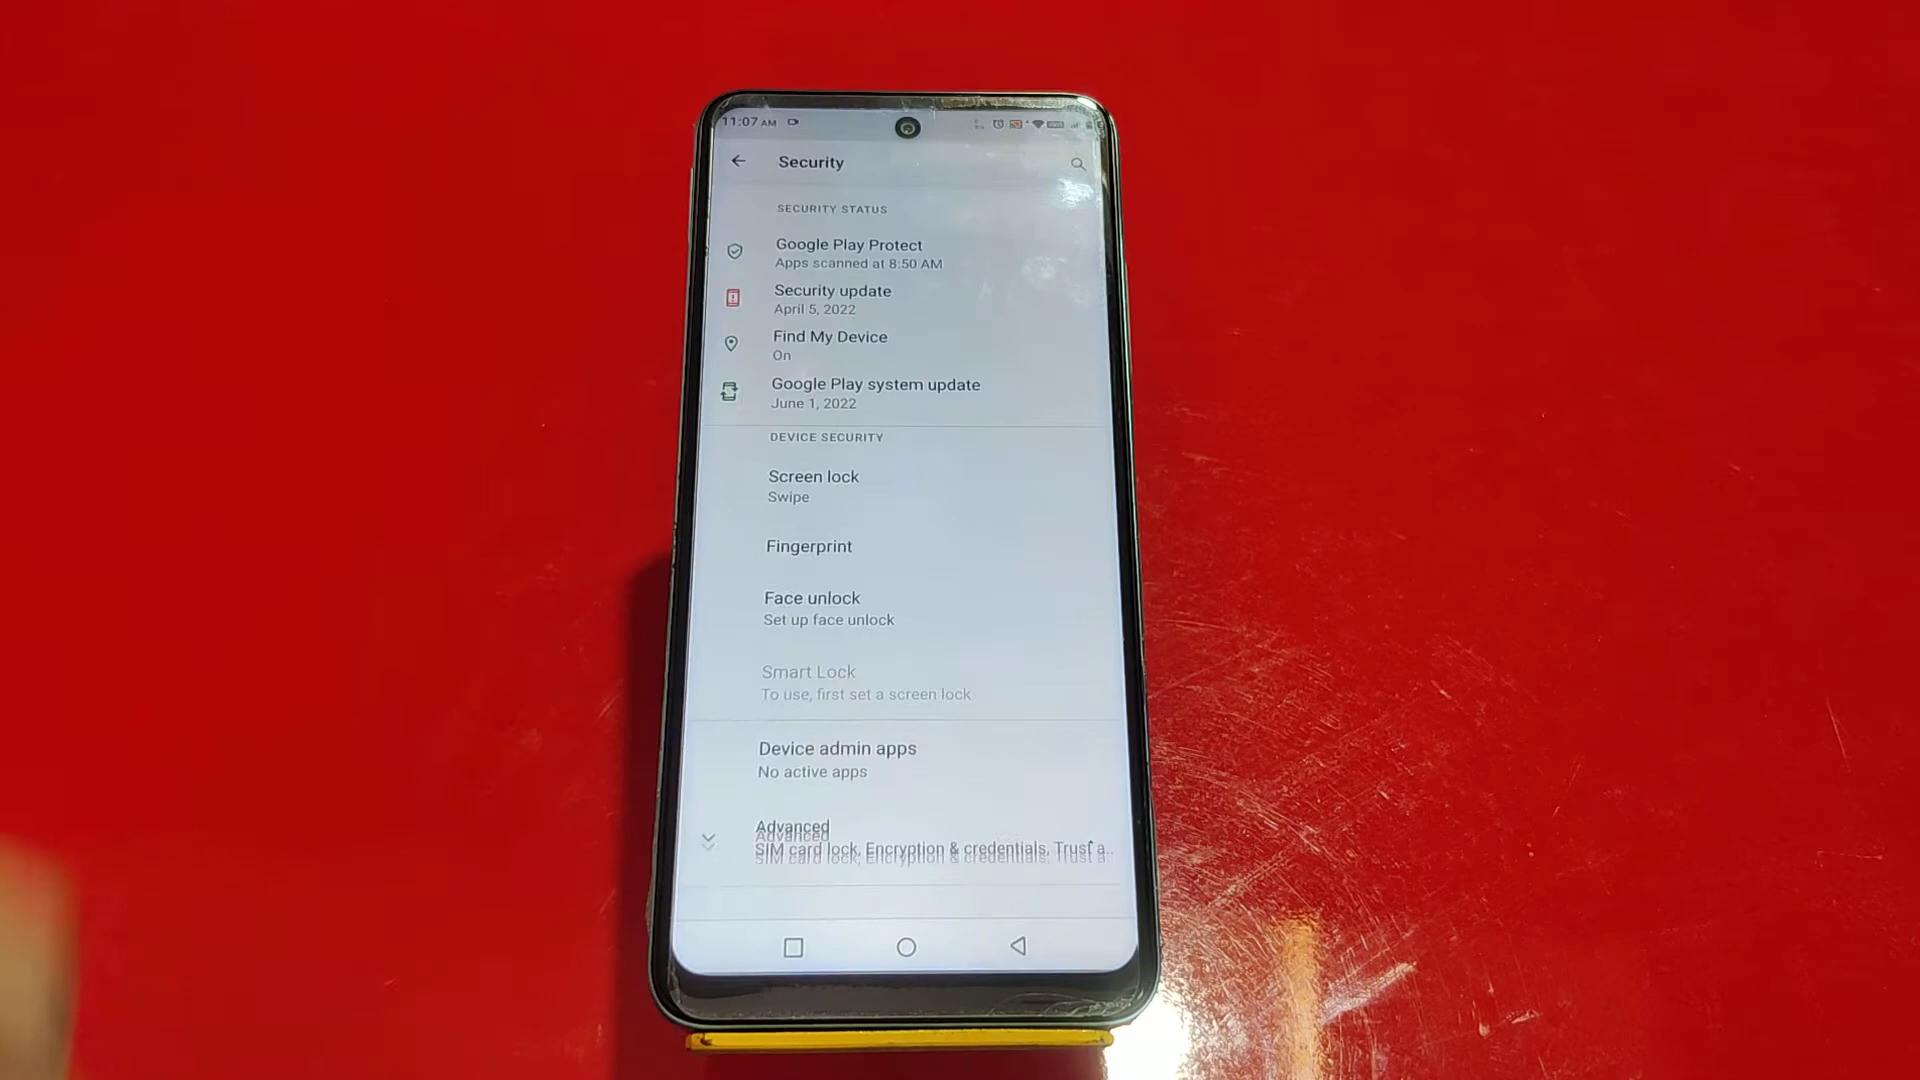 11:07 AM
Security
SECURITY STATUS
Google Play Protect
Apps scanned at 8:50 AM
Security update
April 5, 2022
Find My Device
On
Google Play system update
June 1, 2022
DEVICE SECURITY
Screen lock
Swipe
Fingerprint
Face unlock
Set up face unlock
Smart Lock
To use, first set a screen lock
Device admin apps
No active apps
Advanced
SIM card lock, Encryption & credentials, Trust a..